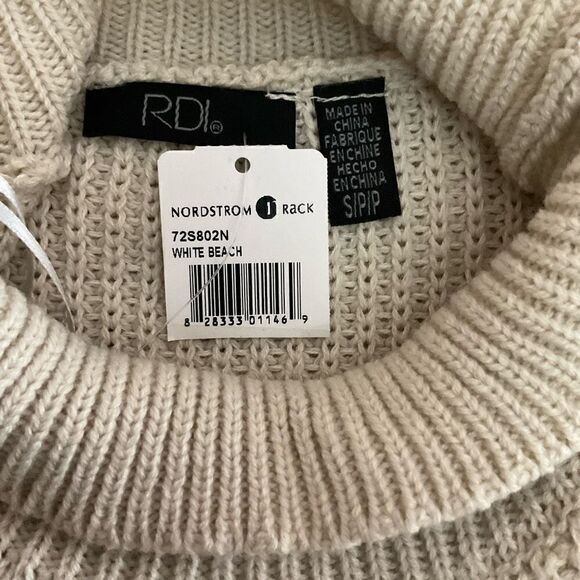 RDI®
MADE IN
CHINA
FABRIQUE
EN CHINE
HECHO
EN CHINA
S/P/P
NORDSTROM rack
72S802N
WHITE BEACH
8 28333 01146 9